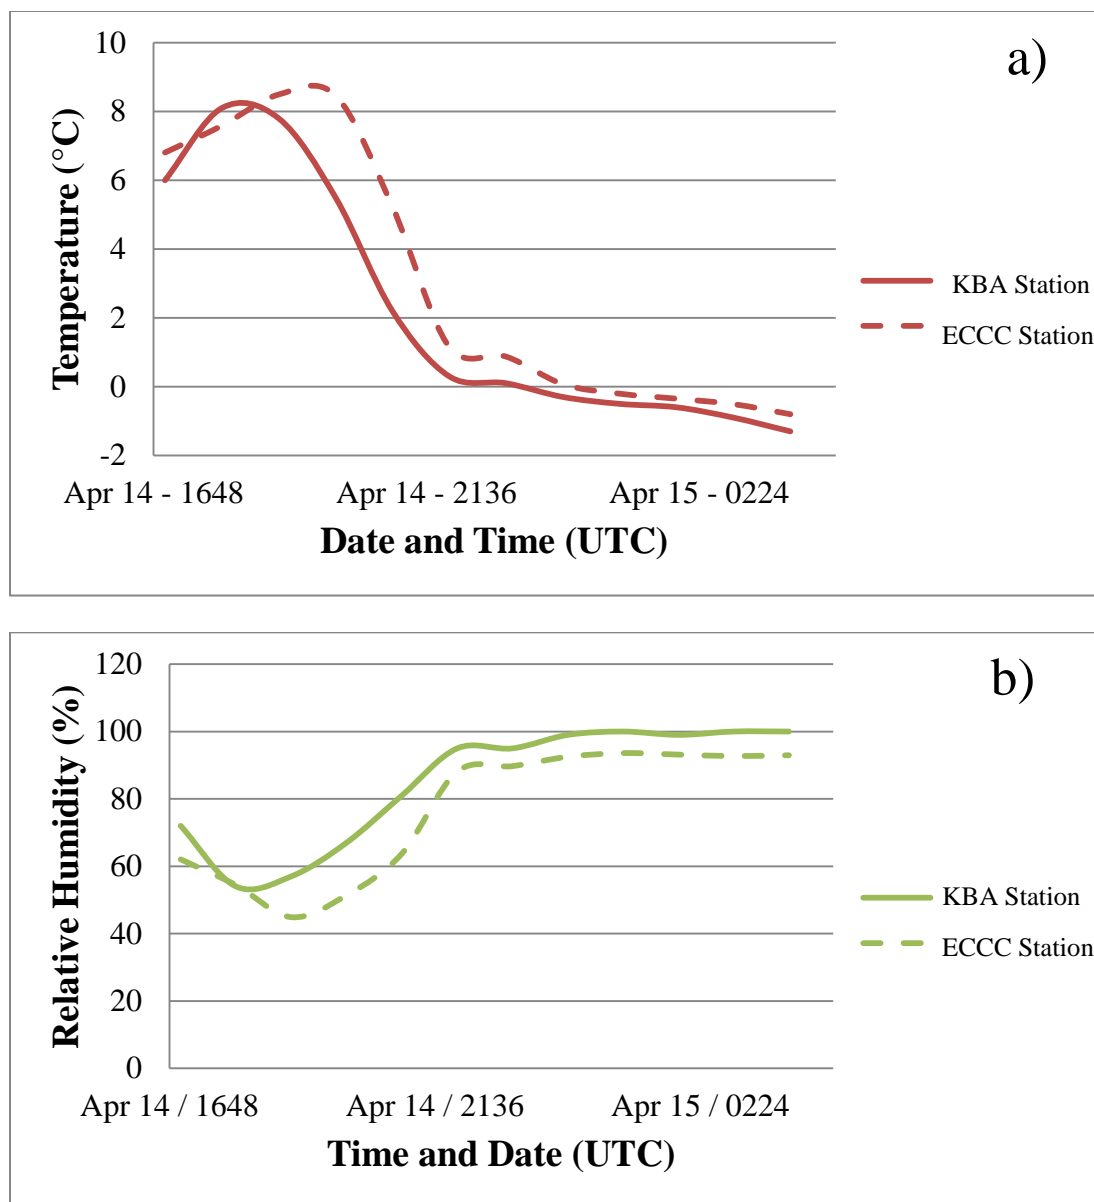 a)
10
8
6
4
2
0
-2
Temperature (°C)
Apr 14 - 1648 Apr 14 - 2136 Apr 15 - 0224
Date and Time (UTC)
KBA Station
ECCC Station
b)
120
100
80
60
40
20
0
Relative Humidity (%)
Apr 14 / 1648 Apr 14 / 2136 Apr 15 / 0224
Time and Date (UTC)
KBA Station
ECCC Station